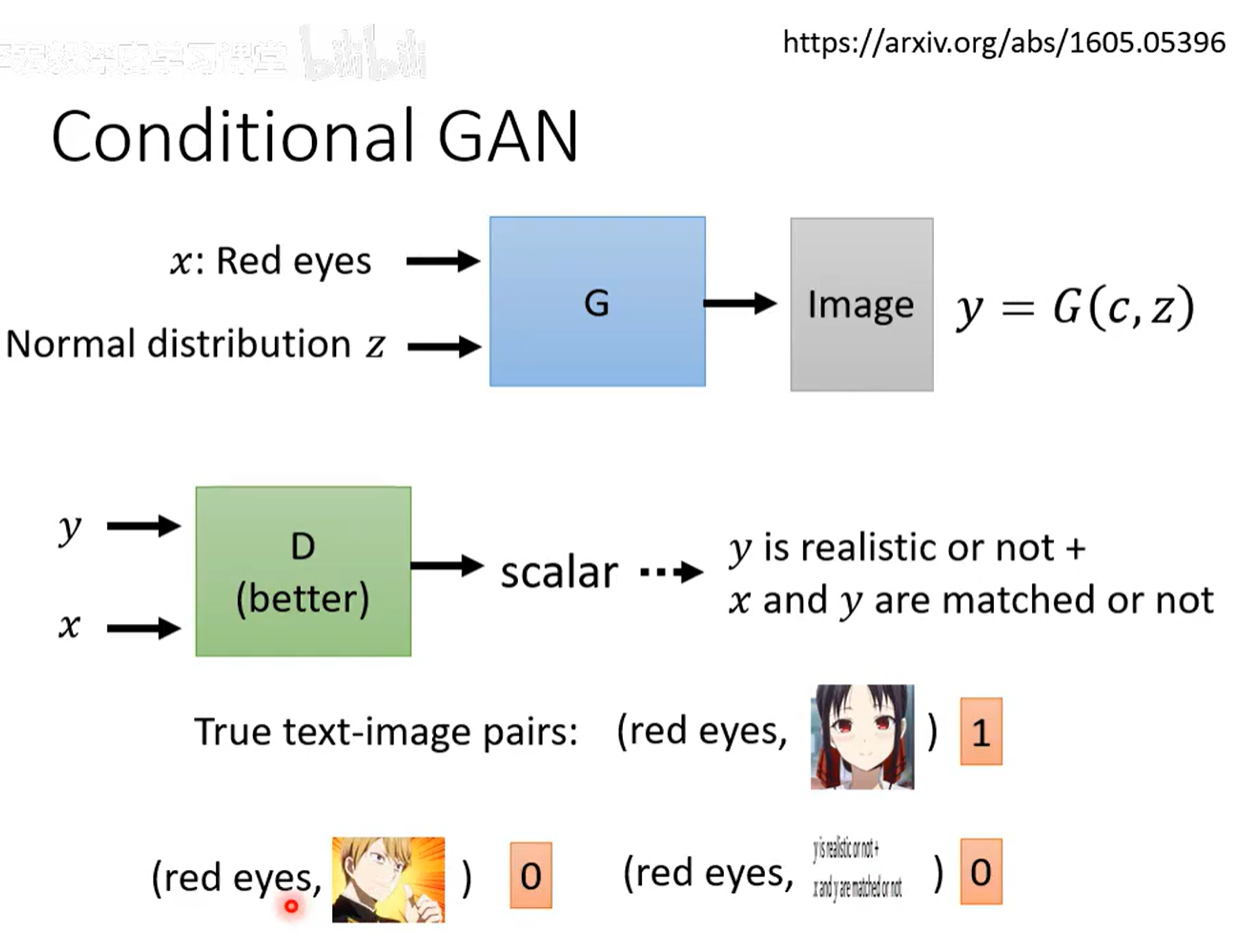 https://arxiv.org/abs/1605.05396
bilibili
Conditional GAN
x: Red eyes
G
Image
y = G(c, z)
Normal distribution z
y
D
(better)
scalar
y is realistic or not +
x and y are matched or not
x
True text-image pairs: (red eyes, ) 1
(red eyes, ) 0
(red eyes, y is realistic or not +
x and y are matched or not ) 0